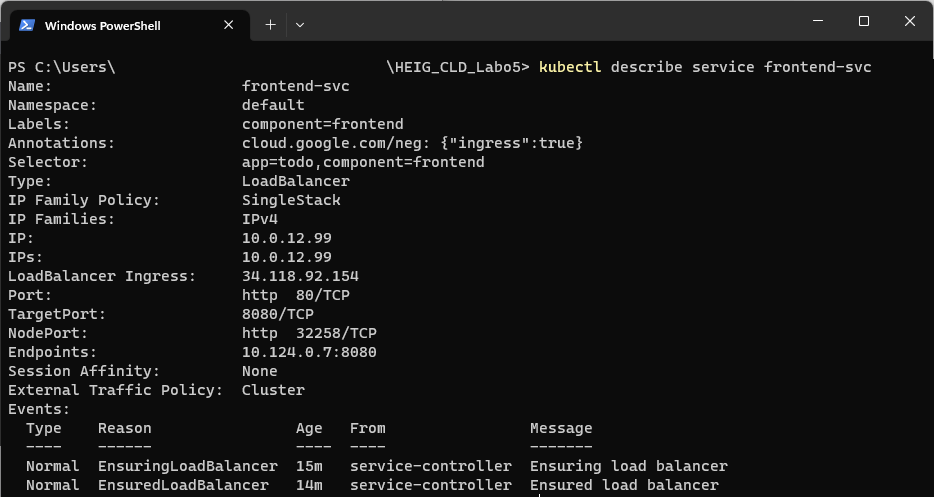 Windows PowerShell
PS C:\Users\ \HEIG_CLD_Labo5> kubectl describe service frontend-svc
Name: frontend-svc
Namespace: default
Labels: component=frontend
Annotations: cloud.google.com/neg: {"ingress":true}
Selector: app=todo,component=frontend
Type: LoadBalancer
IP Family Policy: SingleStack
IP Families: IPv4
IP: 10.0.12.99
IPs: 10.0.12.99
LoadBalancer Ingress: 34.118.92.154
Port: http 80/TCP
TargetPort: 8080/TCP
NodePort: http 32258/TCP
Endpoints: 10.124.0.7:8080
Session Affinity: None
External Traffic Policy: Cluster
Events:
Type Reason Age From Message
---- ------ ---- ---- -------
Normal EnsuringLoadBalancer 15m service-controller Ensuring load balancer
Normal EnsuredLoadBalancer 14m service-controller Ensured load balancer